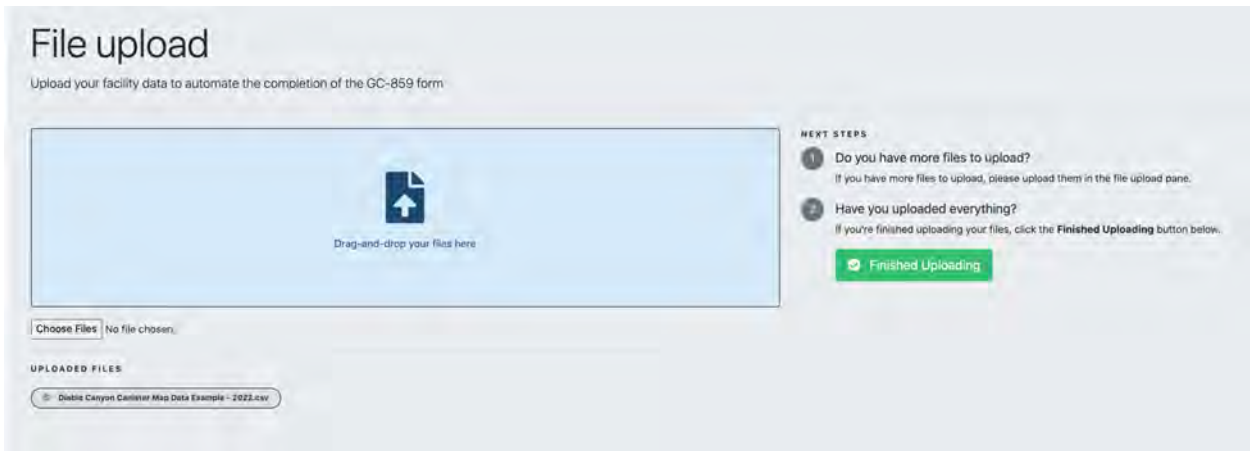 File upload
Upload your facility data to automate the completion of the GC-859 form
Drag-and-drop your files here
Choose Files No file chosen.
UPLOADED FILES
Diablo Canyon Canister Map Data Example - 2022.csv
NEXT STEPS
1 Do you have more files to upload?
If you have more files to upload, please upload them in the file upload pane.
2 Have you uploaded everything?
If you're finished uploading your files, click the Finished Uploading button below.
Finished Uploading